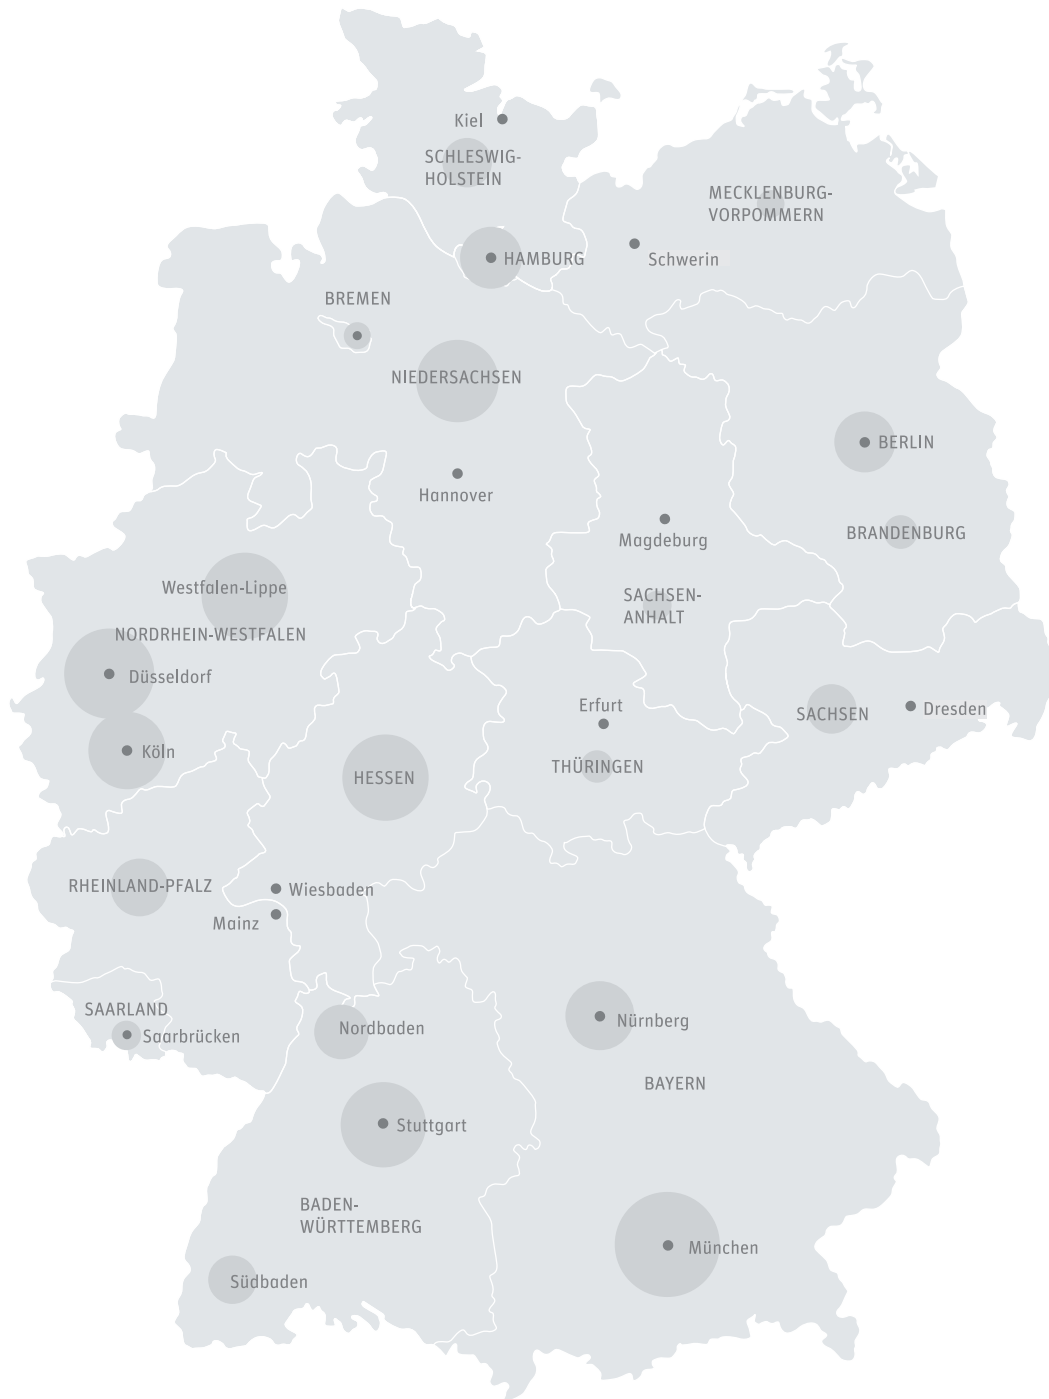 Kiel
SCHLESWIG-
HOLSTEIN
MECKLENBURG-
VORPOMMERN
HAMBURG
Schwerin
BREMEN
NIEDERSACHSEN
BERLIN
Hannover
Magdeburg
BRANDENBURG
Westfalen-Lippe
SACHSEN-
ANHALT
NORDRHEIN-WESTFALEN
Düsseldorf
Erfurt
SACHSEN
Dresden
Köln
HESSEN
THÜRINGEN
RHEINLAND-PFALZ
Wiesbaden
Mainz
SAARLAND
Saarbrücken
Nordbaden
Nürnberg
BAYERN
Stuttgart
BADEN-
WÜRTTEMBERG
München
Südbaden